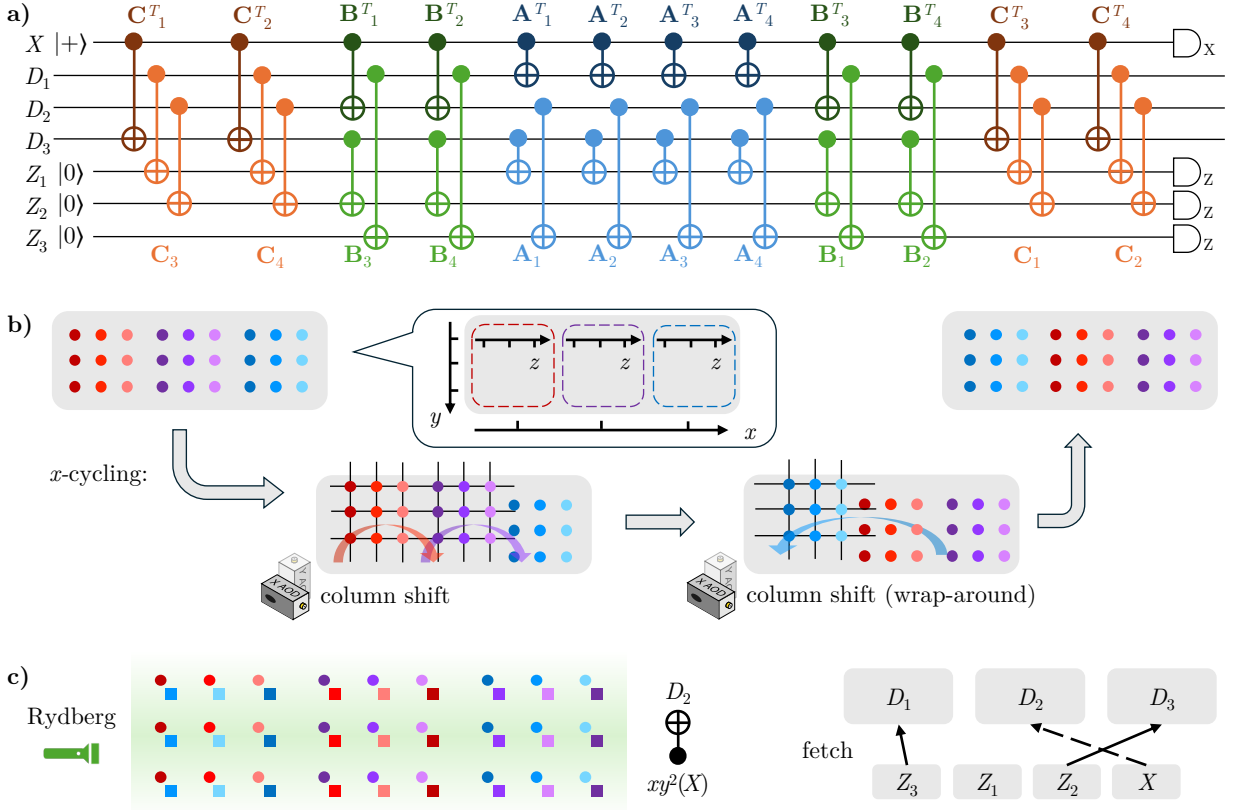 a)
C^T_1 C^T_2 B^T_1 B^T_2 A^T_1 A^T_2 A^T_3 A^T_4 B^T_3 B^T_4 C^T_3 C^T_4
X |+⟩ X
D_1
D_2
D_3
Z_1 |0⟩ Z
Z_2 |0⟩ Z
Z_3 |0⟩ Z
C_3 C_4 B_3 B_4 A_1 A_2 A_3 A_4 B_1 B_2 C_1 C_2
b)
z z z
y
x
x-cycling:
X AOD
column shift
X AOD
column shift (wrap-around)
c)
Rydberg
D_2
xy^2(X)
D_1 D_2 D_3
fetch
Z_3 Z_1 Z_2 X